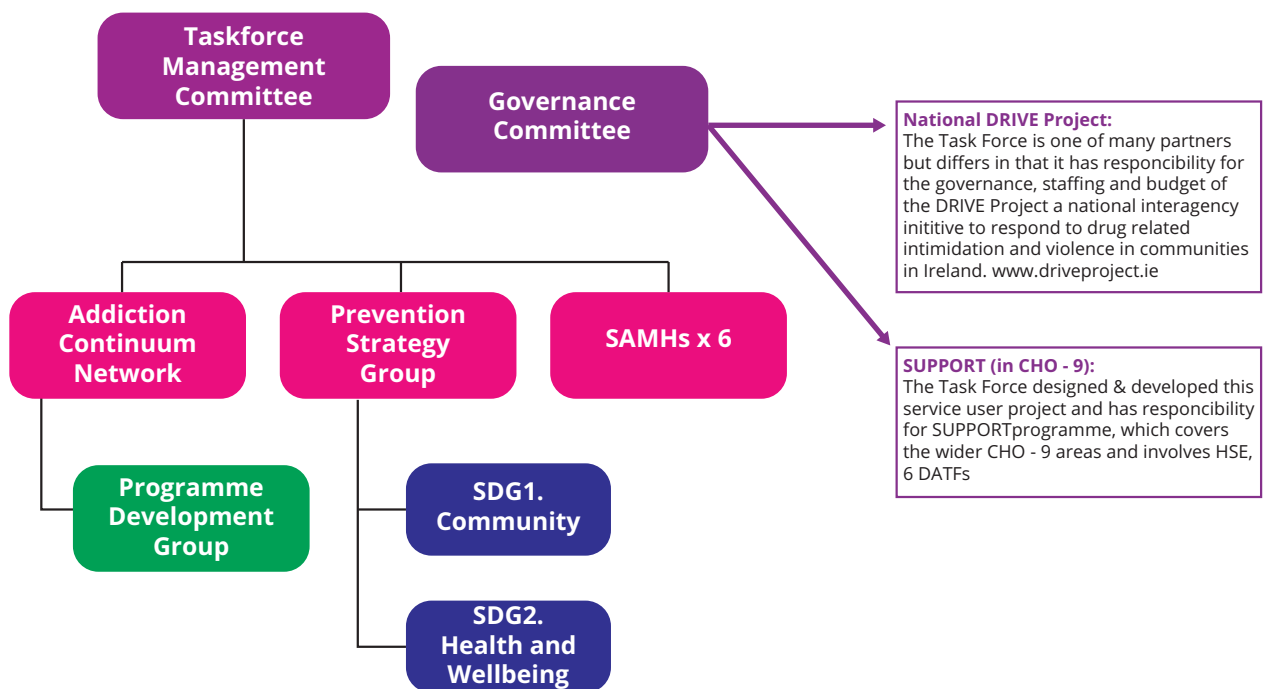 Taskforce
Management
Committee
Governance
Committee
National DRIVE Project:
The Task Force is one of many partners
but differs in that it has responcibility for
the governance, staffing and budget of
the DRIVE Project a national interagency
inititive to respond to drug related
intimidation and violence in communities
in Ireland. www.driveproject.ie
Addiction
Continuum
Network
Prevention
Strategy
Group
SAMHs x 6
SUPPORT (in CHO - 9):
The Task Force designed & developed this
service user project and has responcibility
for SUPPORTprogramme, which covers
the wider CHO - 9 areas and involves HSE,
6 DATFs
Programme
Development
Group
SDG1.
Community
SDG2.
Health and
Wellbeing